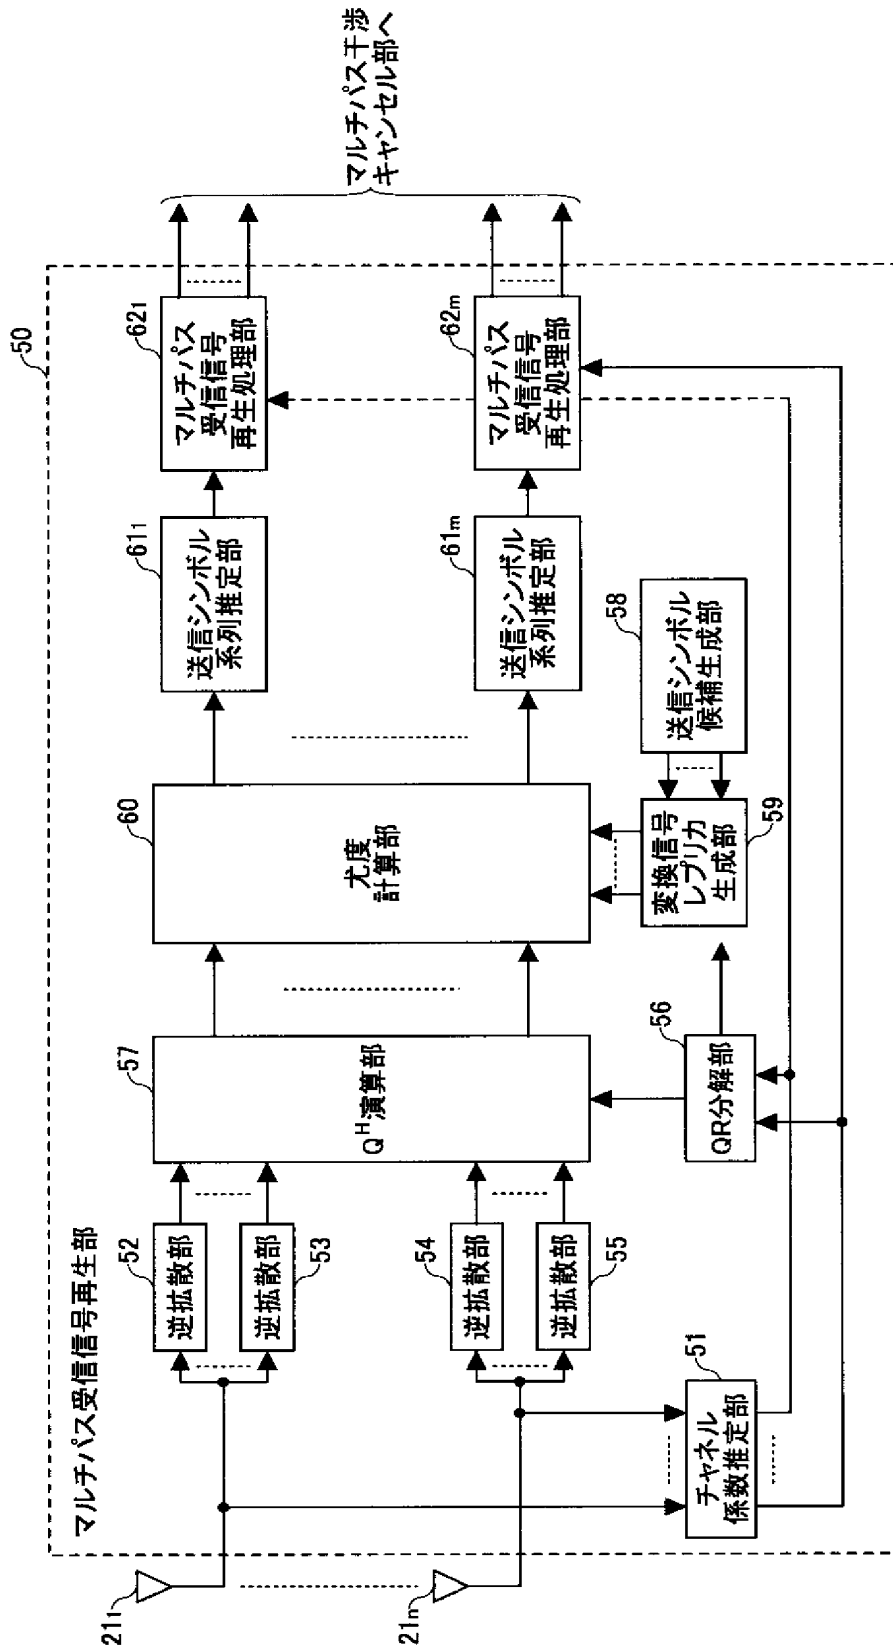 50
マルチパス受信信号再生部
21₁
21n
52
逆拡散部
53
逆拡散部
54
逆拡散部
55
逆拡散部
51
チャネル
係数推定部
57
Qᴴ演算部
56
QR分解部
60
尤度
計算部
59
変換信号
レプリカ
生成部
58
送信シンボル
候補生成部
61₁
送信シンボル
系列推定部
61m
送信シンボル
系列推定部
62₁
マルチパス
受信信号
再生処理部
62m
マルチパス
受信信号
再生処理部
マルチパス干渉
キャンセル部へ